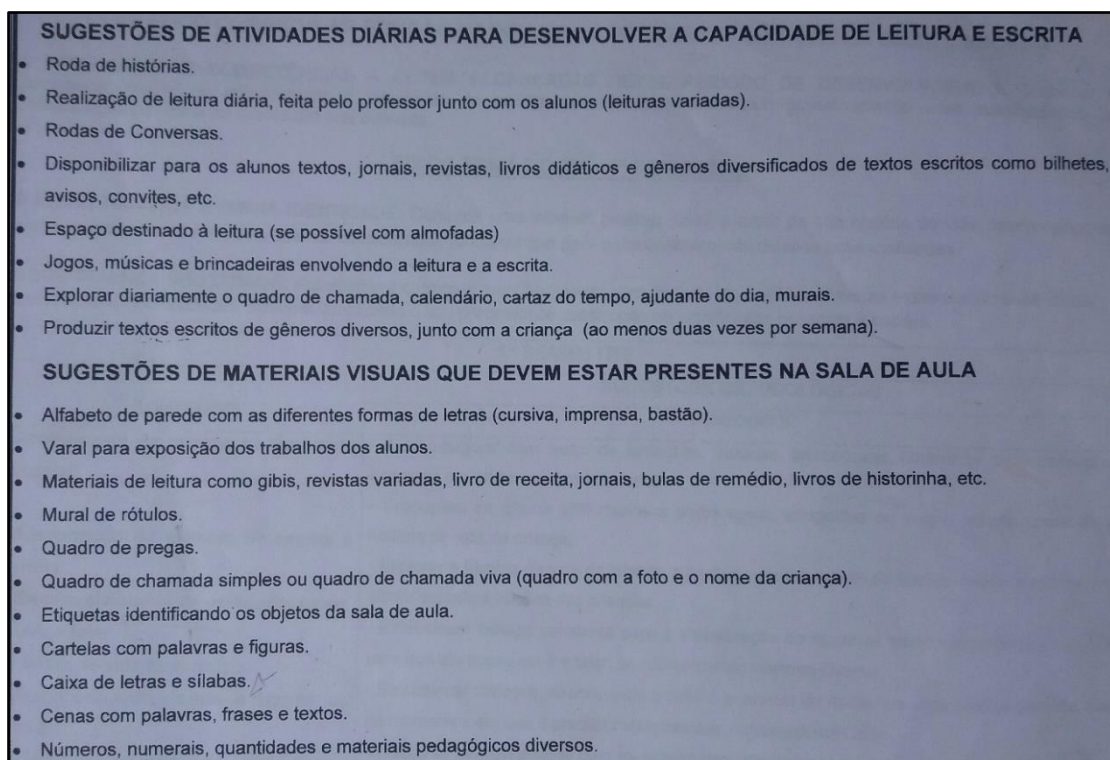 SUGESTÕES DE ATIVIDADES DIÁRIAS PARA DESENVOLVER A CAPACIDADE DE LEITURA E ESCRITA
• Roda de histórias.
• Realização de leitura diária, feita pelo professor junto com os alunos (leituras variadas).
• Rodas de Conversas.
• Disponibilizar para os alunos textos, jornais, revistas, livros didáticos e gêneros diversificados de textos escritos como bilhetes,
avisos, convites, etc.
• Espaço destinado à leitura (se possível com almofadas)
• Jogos, músicas e brincadeiras envolvendo a leitura e a escrita.
• Explorar diariamente o quadro de chamada, calendário, cartaz do tempo, ajudante do dia, murais.
• Produzir textos escritos de gêneros diversos, junto com a criança (ao menos duas vezes por semana).
SUGESTÕES DE MATERIAIS VISUAIS QUE DEVEM ESTAR PRESENTES NA SALA DE AULA
• Alfabeto de parede com as diferentes formas de letras (cursiva, imprensa, bastão).
• Varal para exposição dos trabalhos dos alunos.
• Materiais de leitura como gibis, revistas variadas, livro de receita, jornais, bulas de remédio, livros de historinha, etc.
• Mural de rótulos.
• Quadro de pregas.
• Quadro de chamada simples ou quadro de chamada viva (quadro com a foto e o nome da criança).
• Etiquetas identificando os objetos da sala de aula.
• Cartelas com palavras e figuras.
• Caixa de letras e sílabas.
• Cenas com palavras, frases e textos.
• Números, numerais, quantidades e materiais pedagógicos diversos.